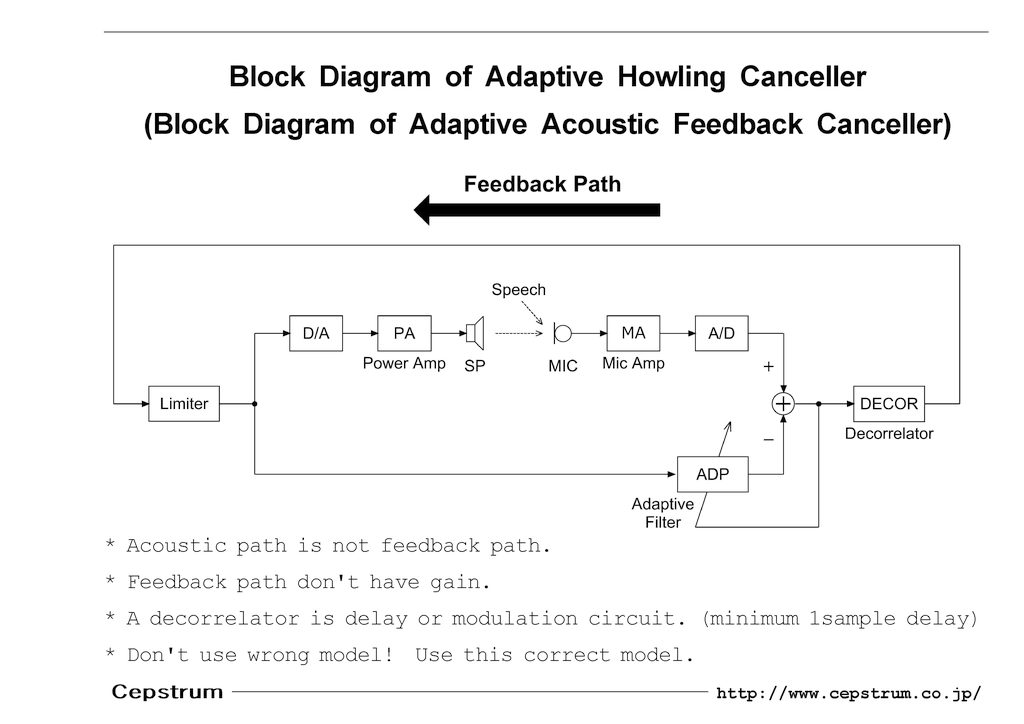 Block Diagram of Adaptive Howling Canceller
(Block Diagram of Adaptive Acoustic Feedback Canceller)
Feedback Path
Speech
D/A
PA
MA
A/D
Power Amp
SP
MIC
Mic Amp
+
Limiter
+
DECOR
Decorrelator
−
ADP
Adaptive
Filter
* Acoustic path is not feedback path.
* Feedback path don't have gain.
* A decorrelator is delay or modulation circuit. (minimum 1sample delay)
* Don't use wrong model! Use this correct model.
Cepstrum
http://www.cepstrum.co.jp/